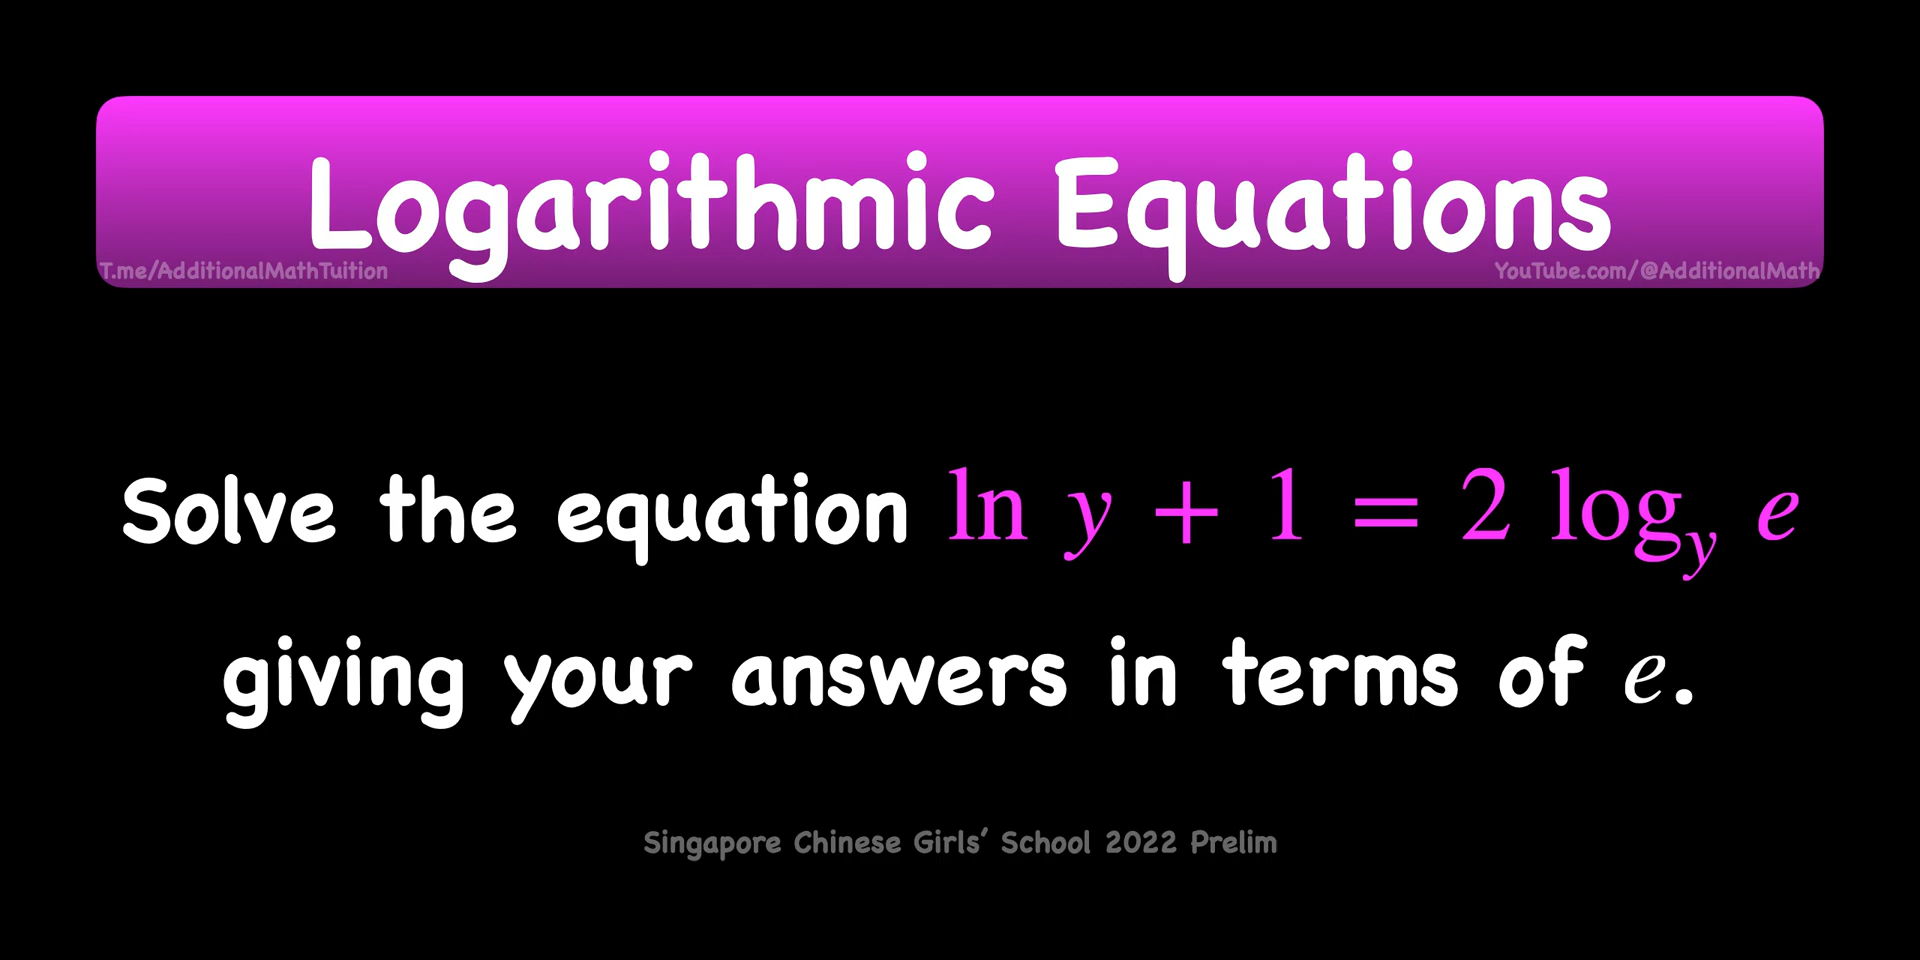 Logarithmic Equations
T.me/AdditionalMathTuition
YouTube.com/@AdditionalMath
Solve the equation ln y + 1 = 2 log_y e
giving your answers in terms of e.
Singapore Chinese Girls’ School 2022 Prelim